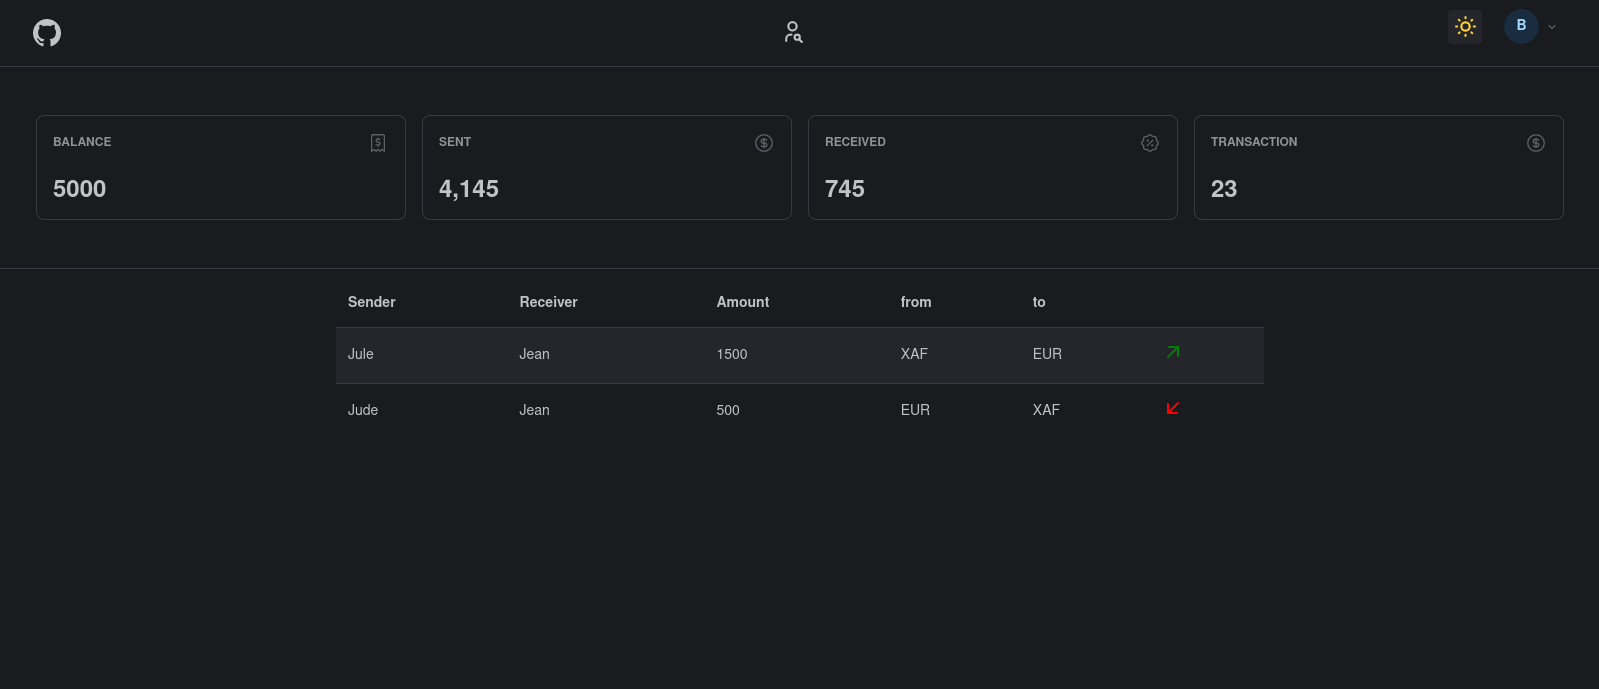 B
BALANCE SENT RECEIVED TRANSACTION
5000 4,145 745 23
Sender Receiver Amount from to
Jule Jean 1500 XAF EUR
Jude Jean 500 EUR XAF